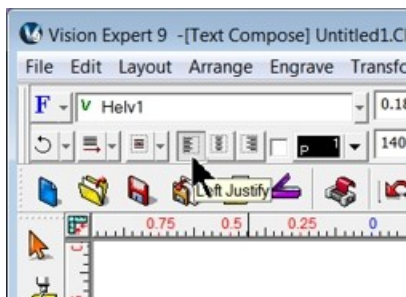 Vision Expert 9 -[Text Compose] Untitled1.C
File Edit Layout Arrange Engrave Transfo
F V Helv1 0.18
P 1 140
Left Justify
0.75 0.5 0.25 0